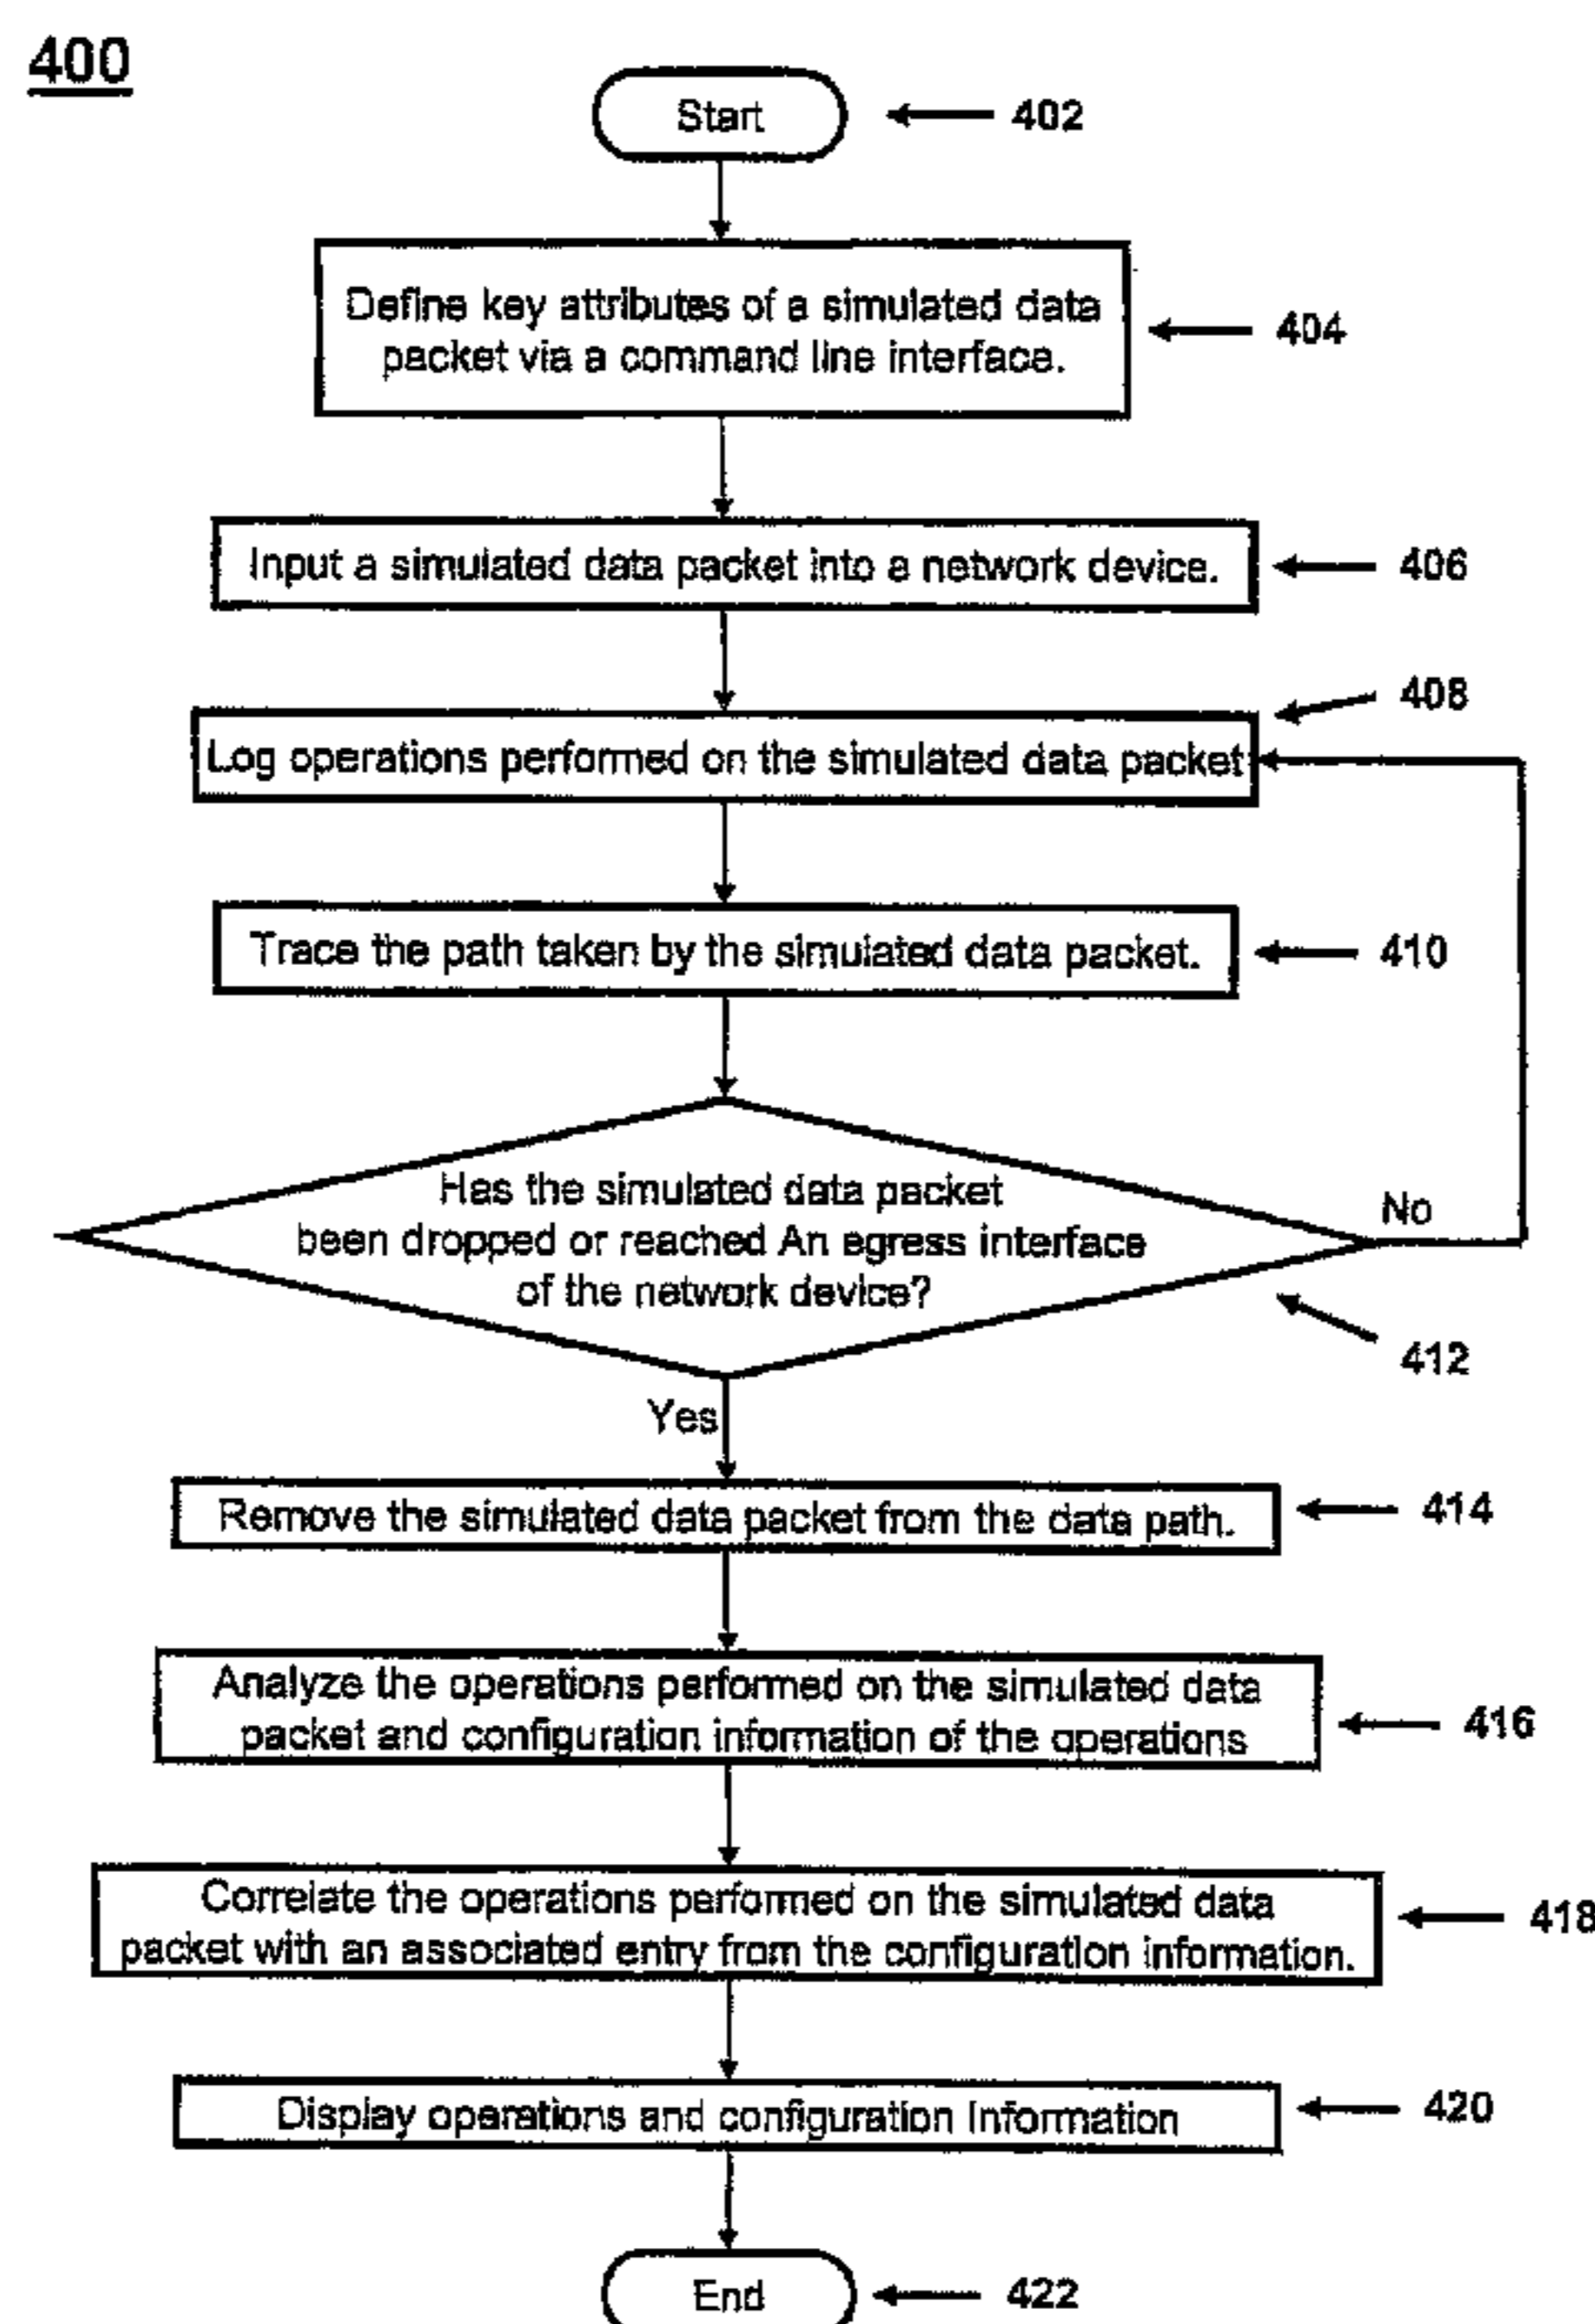 400
Start
402
Define key attributes of a simulated data
packet via a command line interface.
404
Input a simulated data packet into a network device.
406
408
Log operations performed on the simulated data packet
Trace the path taken by the simulated data packet.
410
Has the simulated data packet
been dropped or reached An egress interface
of the network device?
No
412
Yes
Remove the simulated data packet from the data path.
414
Analyze the operations performed on the simulated data
packet and configuration information of the operations
416
Correlate the operations performed on the simulated data
packet with an associated entry from the configuration information.
418
Display operations and configuration Information
420
End
422